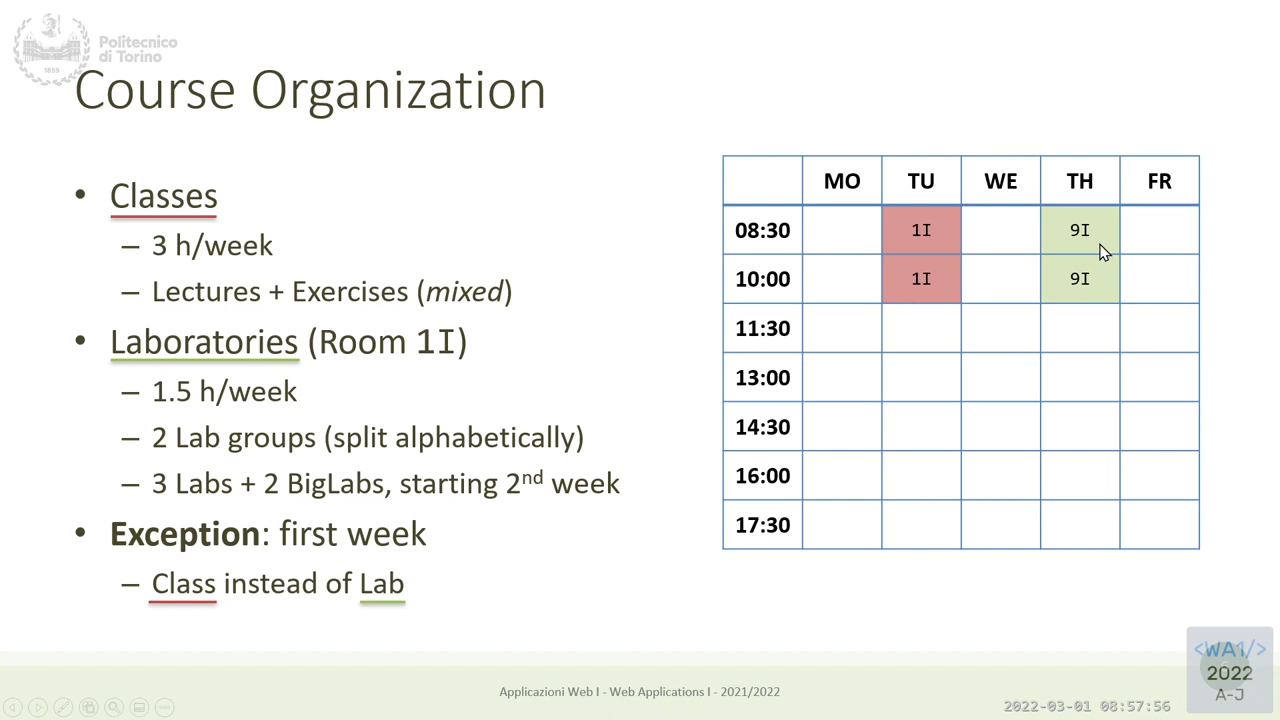 Politecnico
di Torino
1859
Course Organization
• Classes
– 3 h/week
– Lectures + Exercises (mixed)
• Laboratories (Room 1I)
– 1.5 h/week
– 2 Lab groups (split alphabetically)
– 3 Labs + 2 BigLabs, starting 2nd week
• Exception: first week
– Class instead of Lab
MO TU WE TH FR
08:30 1I 9I
10:00 1I 9I
11:30
13:00
14:30
16:00
17:30
Applicazioni Web I - Web Applications I - 2021/2022
<WA1/>
2022
A-J
2022-03-01 08:57:56